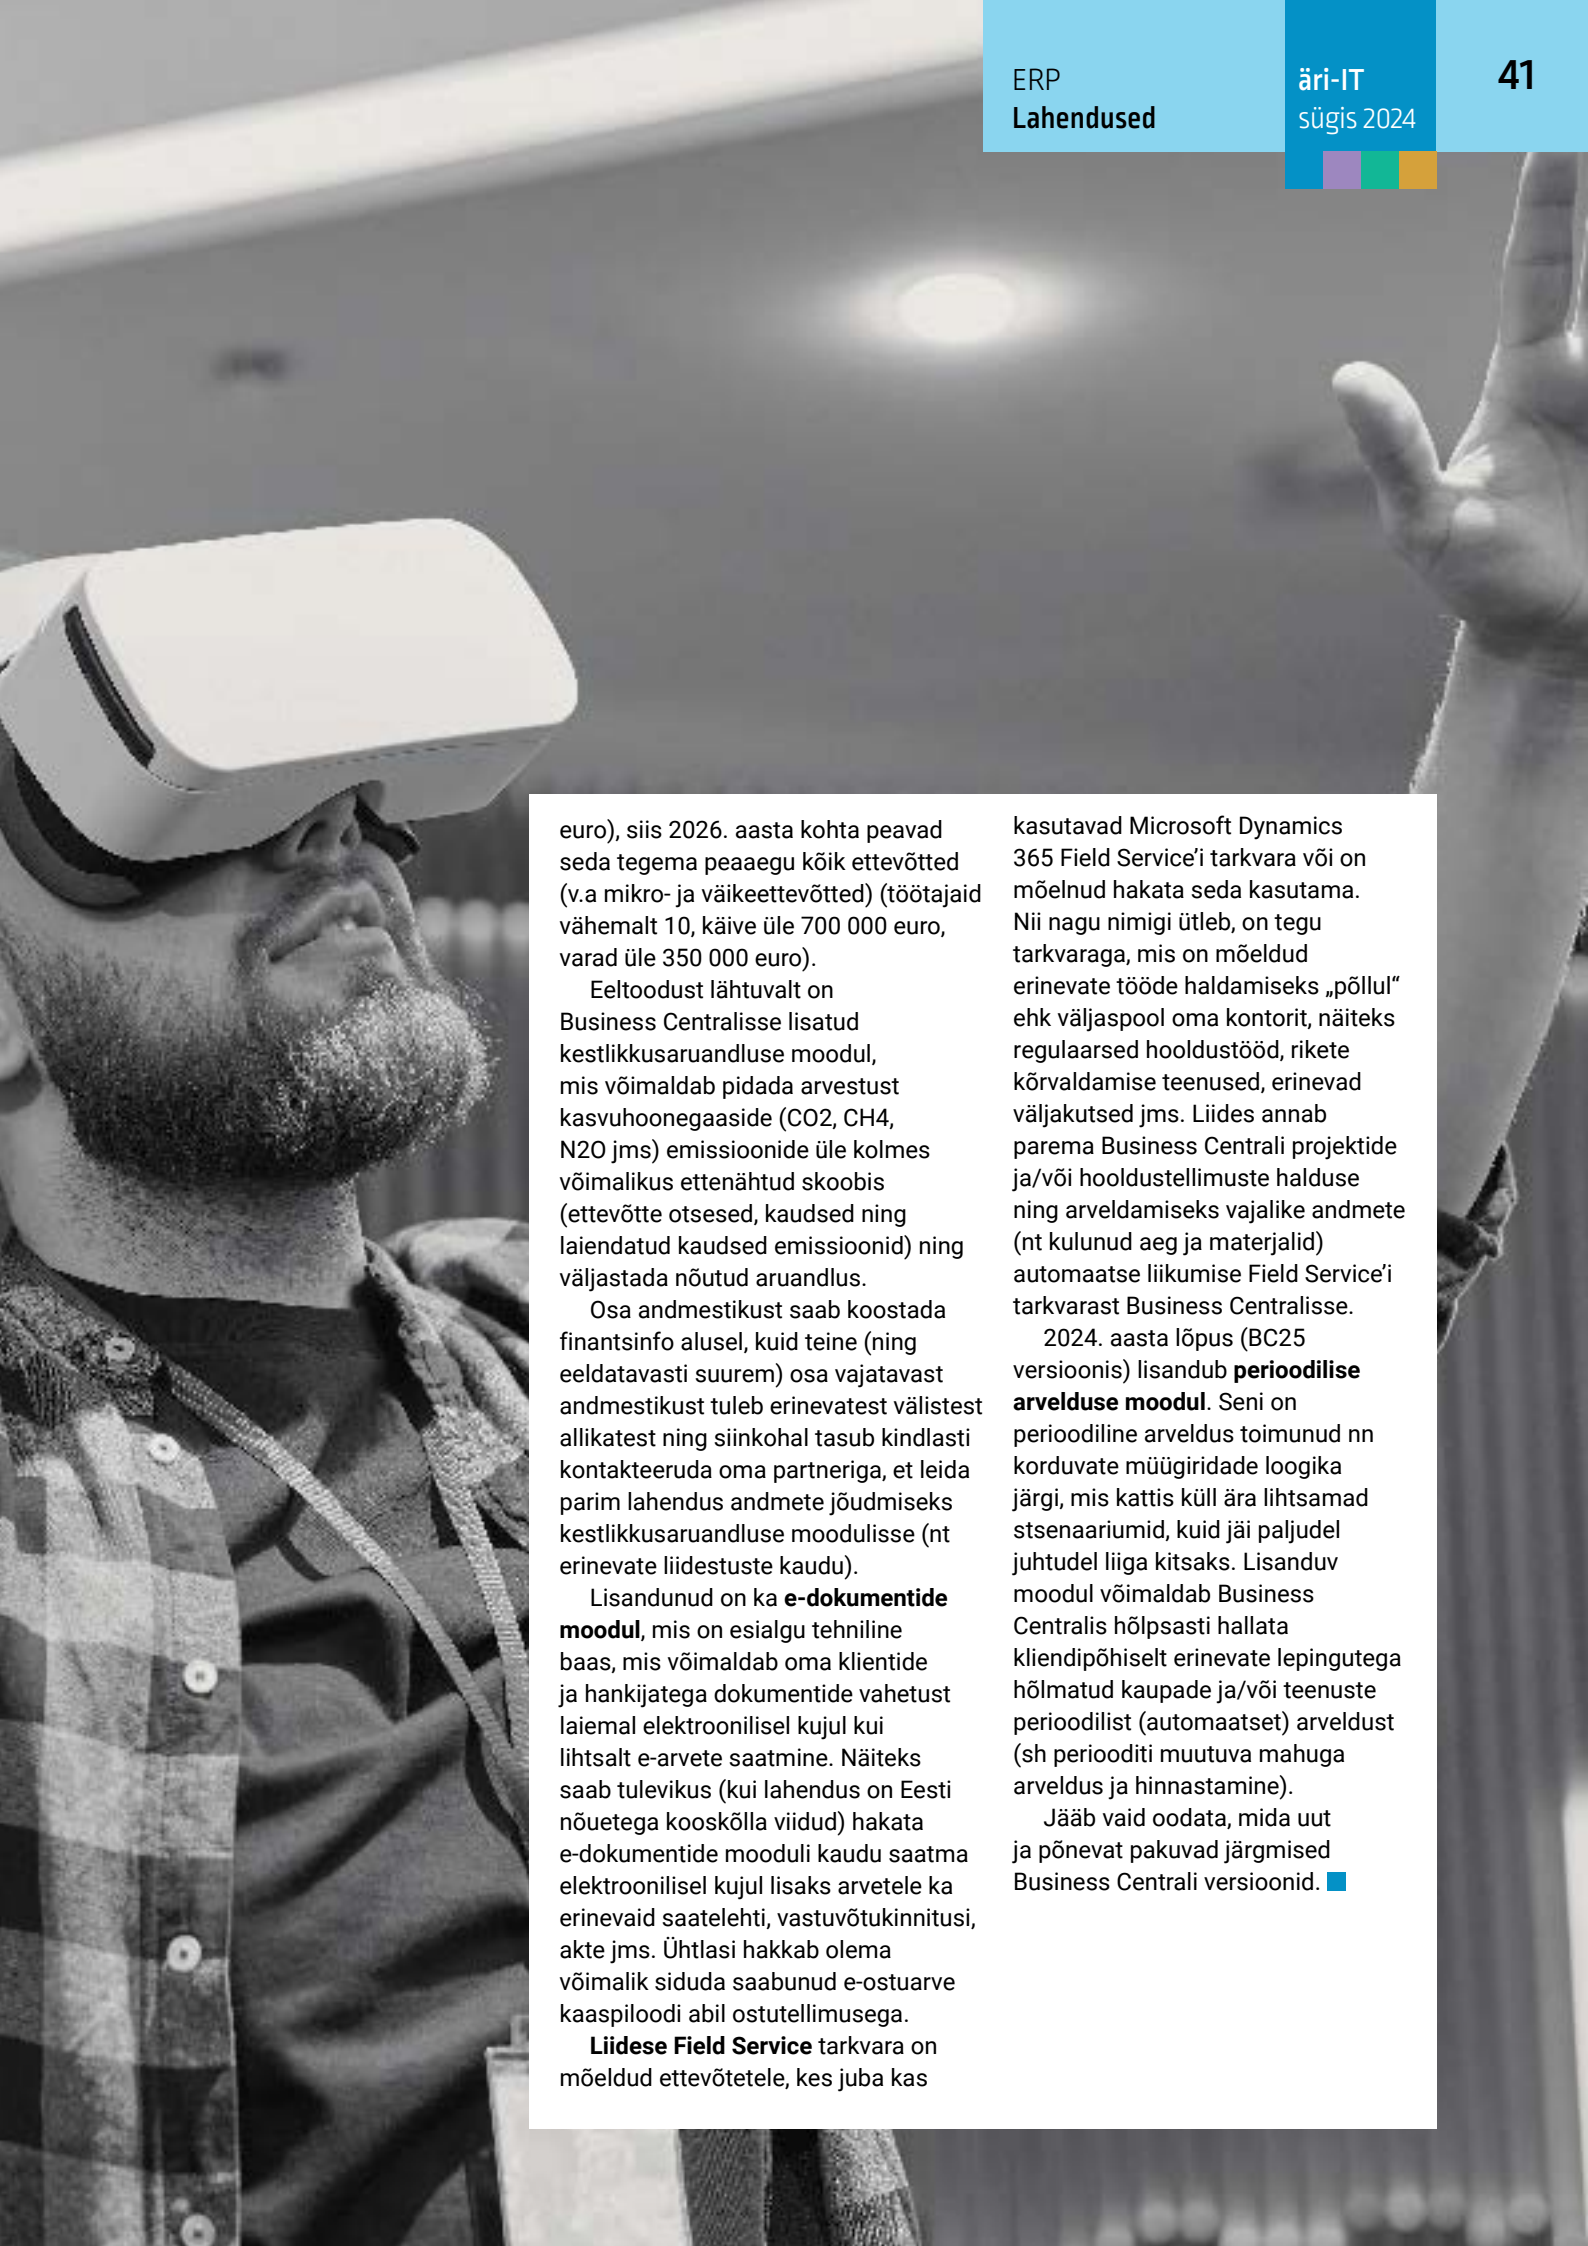 ERP
Lahendused
äri-IT
sügis 2024
41
euro), siis 2026. aasta kohta peavad
seda tegema peaaegu kõik ettevõtted
(v.a mikro- ja väikeettevõtted) (töötajaid
vähemalt 10, käive üle 700 000 euro,
varad üle 350 000 euro).
Eeltoodust lähtuvalt on
Business Centralisse lisatud
kestlikkusaruandluse moodul,
mis võimaldab pidada arvestust
kasvuhoonegaaside (CO2, CH4,
N2O jms) emissioonide üle kolmes
võimalikus ettenähtud skoobis
(ettevõtte otsesed, kaudsed ning
laiendatud kaudsed emissioonid) ning
väljastada nõutud aruandlus.
Osa andmestikust saab koostada
finantsinfo alusel, kuid teine (ning
eeldatavasti suurem) osa vajatavast
andmestikust tuleb erinevatest välistest
allikatest ning siinkohal tasub kindlasti
kontakteeruda oma partneriga, et leida
parim lahendus andmete jõudmiseks
kestlikkusaruandluse moodulisse (nt
erinevate liidestuste kaudu).
Lisandunud on ka e-dokumentide
moodul, mis on esialgu tehniline
baas, mis võimaldab oma klientide
ja hankijatega dokumentide vahetust
laiemal elektroonilisel kujul kui
lihtsalt e-arvete saatmine. Näiteks
saab tulevikus (kui lahendus on Eesti
nõuetega kooskõlla viidud) hakata
e-dokumentide mooduli kaudu saatma
elektroonilisel kujul lisaks arvetele ka
erinevaid saatelehti, vastuvõtukinnitusi,
akte jms. Ühtlasi hakkab olema
võimalik siduda saabunud e-ostuarve
kaaspiloodi abil ostutellimusega.
Liidese Field Service tarkvara on
mõeldud ettevõtetele, kes juba kas
kasutavad Microsoft Dynamics
365 Field Service’i tarkvara või on
mõelnud hakata seda kasutama.
Nii nagu nimigi ütleb, on tegu
tarkvaraga, mis on mõeldud
erinevate tööde haldamiseks „põllul“
ehk väljaspool oma kontorit, näiteks
regulaarsed hooldustööd, rikete
kõrvaldamise teenused, erinevad
väljakutsed jms. Liides annab
parema Business Centrali projektide
ja/või hooldustellimuste halduse
ning arveldamiseks vajalike andmete
(nt kulunud aeg ja materjalid)
automaatse liikumise Field Service’i
tarkvarast Business Centralisse.
2024. aasta lõpus (BC25
versioonis) lisandub perioodilise
arvelduse moodul. Seni on
perioodiline arveldus toimunud nn
korduvate müügiridade loogika
järgi, mis kattis küll ära lihtsamad
stsenaariumid, kuid jäi paljudel
juhtudel liiga kitsaks. Lisanduv
moodul võimaldab Business
Centralis hõlpsasti hallata
kliendipõhiselt erinevate lepingutega
hõlmatud kaupade ja/või teenuste
perioodilist (automaatset) arveldust
(sh periooditi muutuva mahuga
arveldus ja hinnastamine).
Jääb vaid oodata, mida uut
ja põnevat pakuvad järgmised
Business Centrali versioonid.